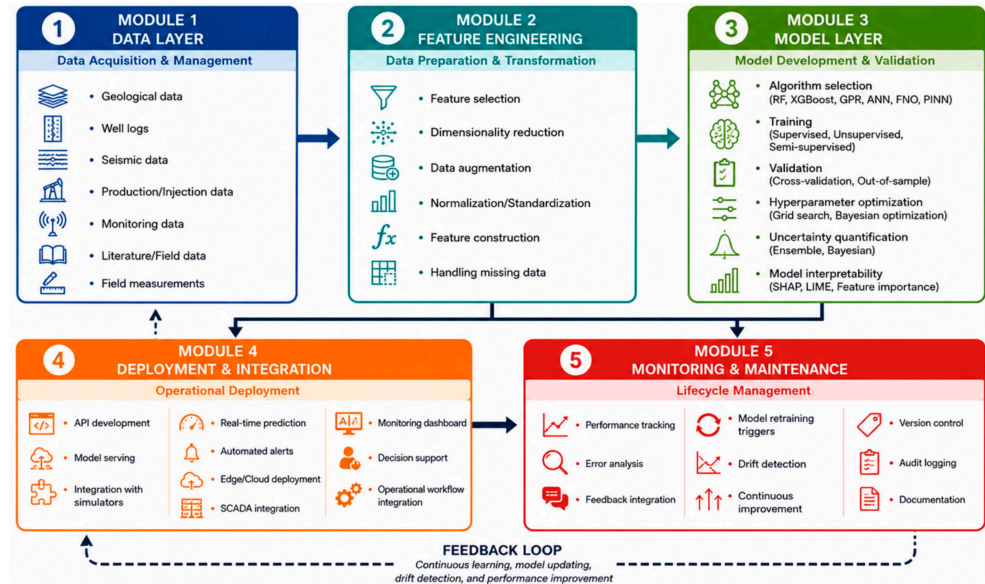 1
MODULE 1
DATA LAYER
Data Acquisition & Management
• Geological data
• Well logs
• Seismic data
• Production/Injection data
• Monitoring data
• Literature/Field data
• Field measurements
2
MODULE 2
FEATURE ENGINEERING
Data Preparation & Transformation
• Feature selection
• Dimensionality reduction
• Data augmentation
• Normalization/Standardization
fx
• Feature construction
• Handling missing data
3
MODULE 3
MODEL LAYER
Model Development & Validation
• Algorithm selection
(RF, XGBoost, GPR, ANN, FNO, PINN)
• Training
(Supervised, Unsupervised,
Semi-supervised)
• Validation
(Cross-validation, Out-of-sample)
• Hyperparameter optimization
(Grid search, Bayesian optimization)
• Uncertainty quantification
(Ensemble, Bayesian)
• Model interpretability
(SHAP, LIME, Feature importance)
4
MODULE 4
DEPLOYMENT & INTEGRATION
Operational Deployment
</>
• API development
• Model serving
• Integration with
simulators
• Real-time prediction
• Automated alerts
• Edge/Cloud deployment
• SCADA integration
• Monitoring dashboard
• Decision support
• Operational workflow
integration
5
MODULE 5
MONITORING & MAINTENANCE
Lifecycle Management
• Performance tracking
• Error analysis
• Feedback integration
• Model retraining
triggers
• Drift detection
• Continuous
improvement
• Version control
• Audit logging
• Documentation
FEEDBACK LOOP
Continuous learning, model updating,
drift detection, and performance improvement